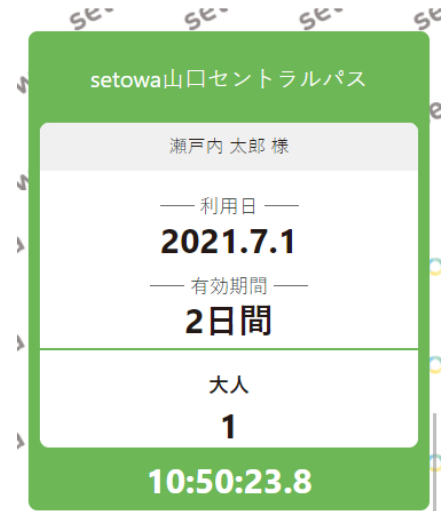 setowa山口セントラルパス
瀬戸内 太郎 様
利用日
2021.7.1
有効期間
2日間
大人
1
10:50:23.8